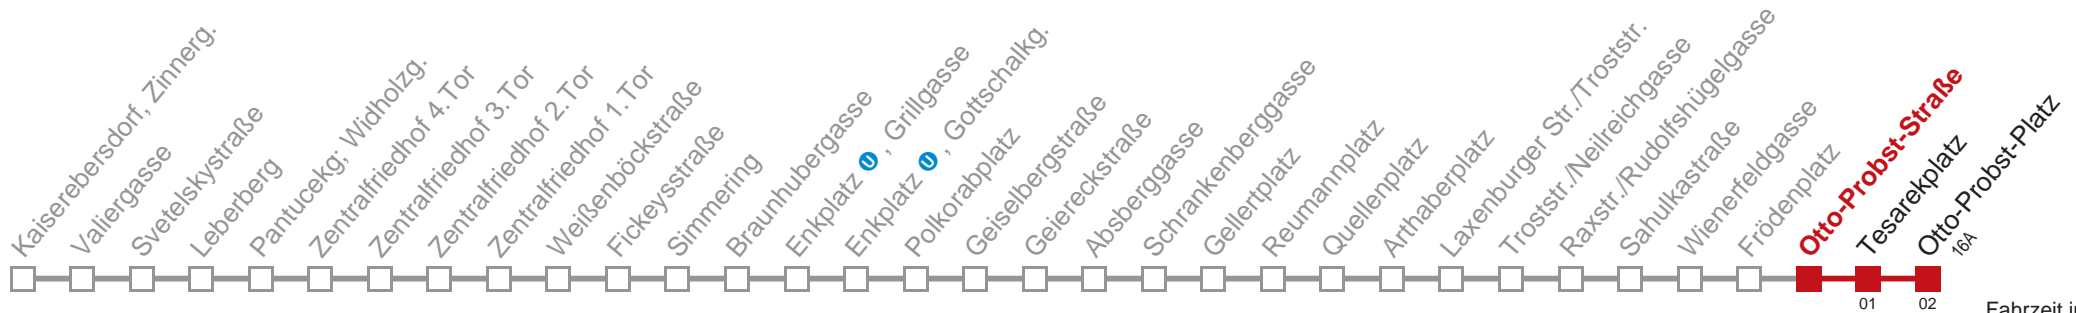 Kaiserebersdorf, Zinnerg.
Valiergasse
Svetelskystraße
Leberberg
Pantucekg; Widholzg.
Zentralfriedhof 4.Tor
Zentralfriedhof 3.Tor
Zentralfriedhof 2.Tor
Zentralfriedhof 1.Tor
Weißenböckstraße
Fickeysstraße
Simmering
Braunhubergasse
Enkplatz U , Grillgasse
Enkplatz U , Gottschalkg.
Polkorabplatz
Geiselbergstraße
Geiereckstraße
Absberggasse
Schrankenberggasse
Gellertplatz
Reumannplatz
Quellenplatz
Arthaberplatz
Laxenburger Str./Troststr.
Troststr./Neilreichgasse
Raxstr./Rudolfshügelgasse
Sahulkastraße
Wienerfeldgasse
Frödenplatz
Otto-Probst-Straße
Tesarekplatz
Otto-Probst-Platz
16A
01
02
Fahrzeit i